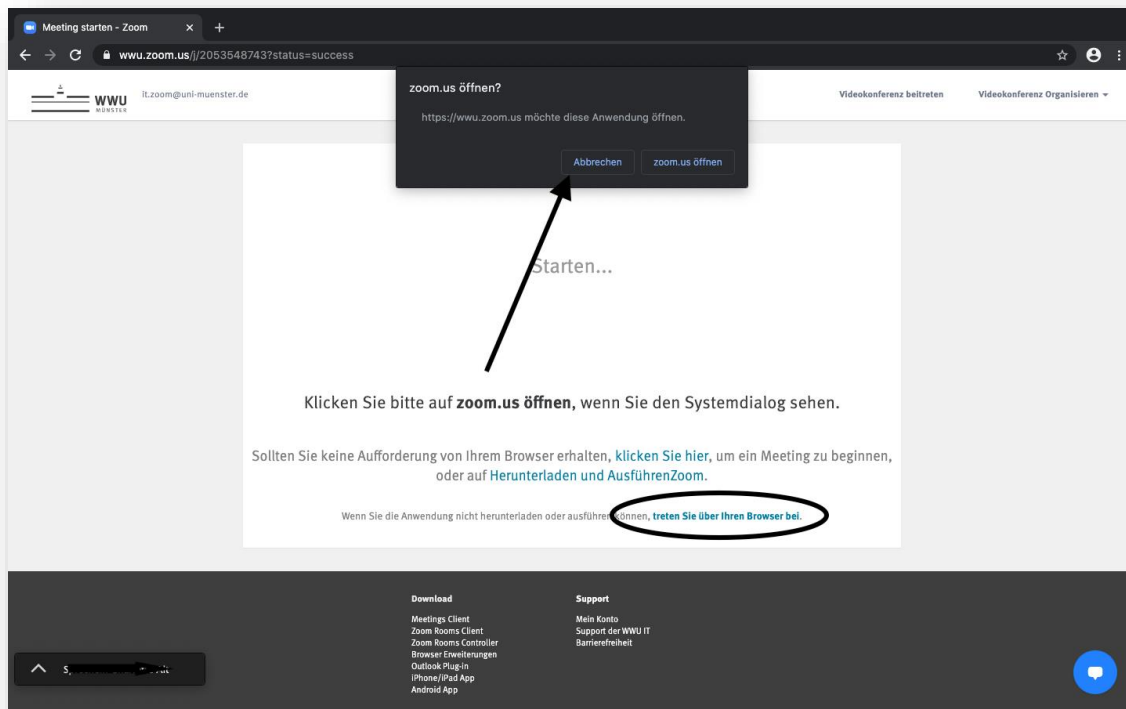 Meeting starten - Zoom
wwu.zoom.us/j/2053548743?status=success
WWU
MÜNSTER
it.zoom@uni-muenster.de
Videokonferenz beitreten
Videokonferenz Organisieren
zoom.us öffnen?
https://wwu.zoom.us möchte diese Anwendung öffnen.
Abbrechen
zoom.us öffnen
Starten...
Klicken Sie bitte auf zoom.us öffnen, wenn Sie den Systemdialog sehen.
Sollten Sie keine Aufforderung von Ihrem Browser erhalten, klicken Sie hier, um ein Meeting zu beginnen,
oder auf Herunterladen und AusführenZoom.
Wenn Sie die Anwendung nicht herunterladen oder ausführen können, treten Sie über Ihren Browser bei.
Download
Meetings Client
Zoom Rooms Client
Zoom Rooms Controller
Browser Erweiterungen
Outlook Plug-in
iPhone/iPad App
Android App
Support
Mein Konto
Support der WWU IT
Barrierefreiheit